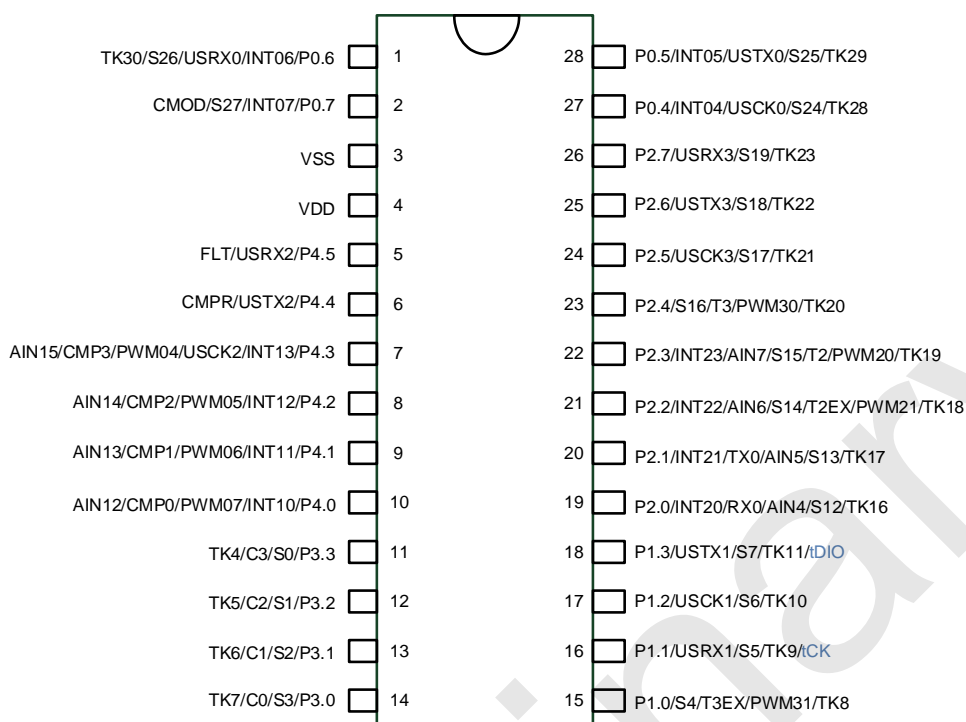 TK30/S26/USRX0/INT06/P0.6 1 28 P0.5/INT05/USTX0/S25/TK29
CMOD/S27/INT07/P0.7 2 27 P0.4/INT04/USCK0/S24/TK28
VSS 3 26 P2.7/USRX3/S19/TK23
VDD 4 25 P2.6/USTX3/S18/TK22
FLT/USRX2/P4.5 5 24 P2.5/USCK3/S17/TK21
CMPR/USTX2/P4.4 6 23 P2.4/S16/T3/PWM30/TK20
AIN15/CMP3/PWM04/USCK2/INT13/P4.3 7 22 P2.3/INT23/AIN7/S15/T2/PWM20/TK19
AIN14/CMP2/PWM05/INT12/P4.2 8 21 P2.2/INT22/AIN6/S14/T2EX/PWM21/TK18
AIN13/CMP1/PWM06/INT11/P4.1 9 20 P2.1/INT21/TX0/AIN5/S13/TK17
AIN12/CMP0/PWM07/INT10/P4.0 10 19 P2.0/INT20/RX0/AIN4/S12/TK16
TK4/C3/S0/P3.3 11 18 P1.3/USTX1/S7/TK11/tDIO
TK5/C2/S1/P3.2 12 17 P1.2/USCK1/S6/TK10
TK6/C1/S2/P3.1 13 16 P1.1/USRX1/S5/TK9/tCK
TK7/C0/S3/P3.0 14 15 P1.0/S4/T3EX/PWM31/TK8